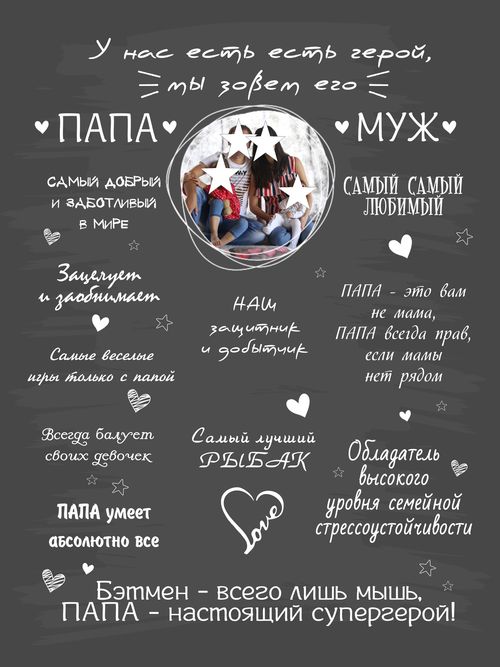 У нас есть есть герой,
мы зовем его
ПАПА
МУЖ
САМЫЙ ДОБРЫЙ
И ЗАБОТЛИВЫЙ
В МИРЕ
САМЫЙ САМЫЙ
ЛЮБИМЫЙ
Зацелует
и заобнимает
НАШ
защитник
и добытчик
ПАПА - это вам
не мама,
ПАПА всегда прав,
если мамы
нет рядом
Самые веселые
игры только с папой
Всегда балует
своих девочек
Самый лучший
РЫБАК
Обладатель
высокого
уровня семейной
стрессоустойчивости
ПАПА умеет
абсолютно все
Love
Бэтмен - всего лишь мышь,
ПАПА - настоящий супергерой!